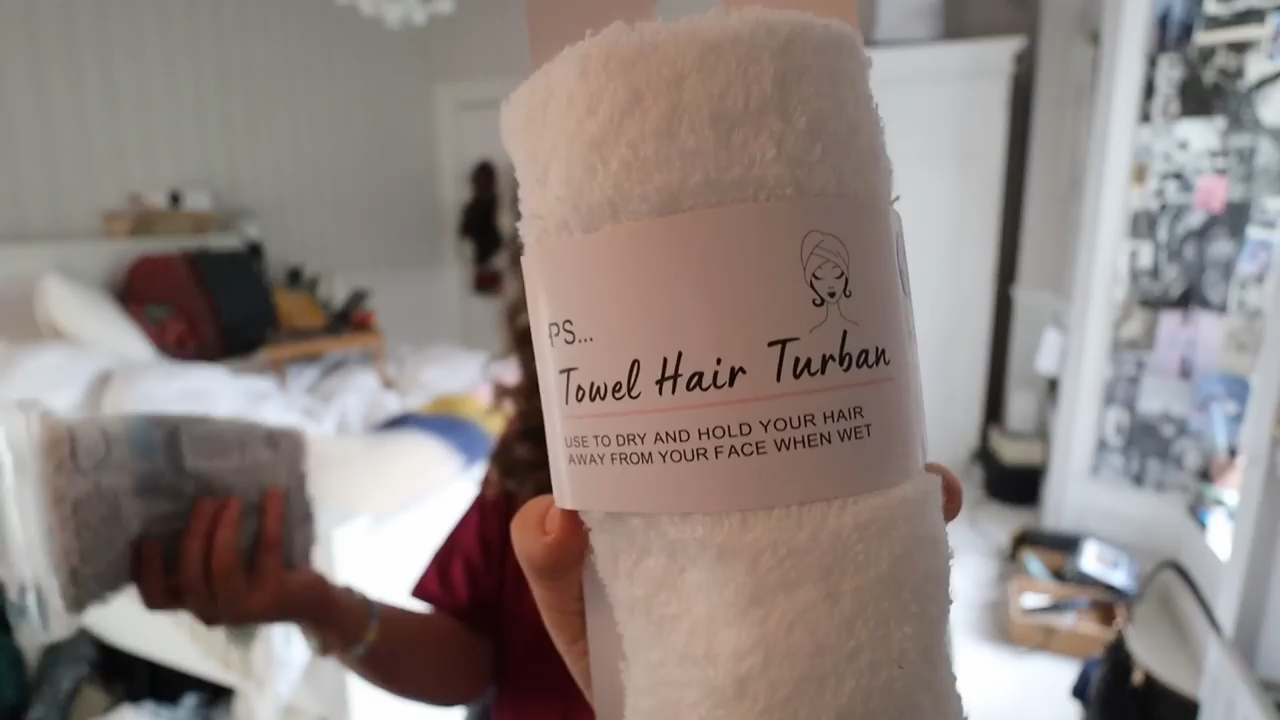 PS...
Towel Hair Turban
USE TO DRY AND HOLD YOUR HAIR
AWAY FROM YOUR FACE WHEN WET